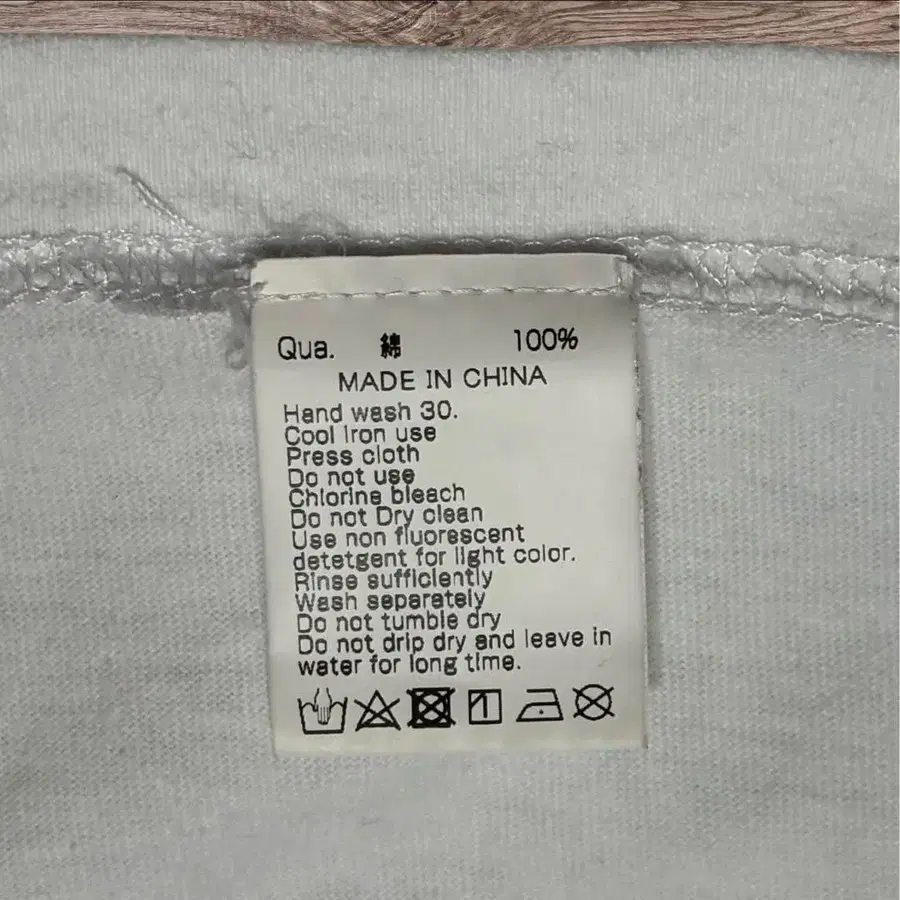 Qua. 綿 100%
MADE IN CHINA
Hand wash 30.
Cool iron use
Press cloth
Do not use
Chlorine bleach
Do not Dry clean
Use non fluorescent
detetgent for light color.
Rinse sufficiently
Wash separately
Do not tumble dry
Do not drip dry and leave in
water for long time.